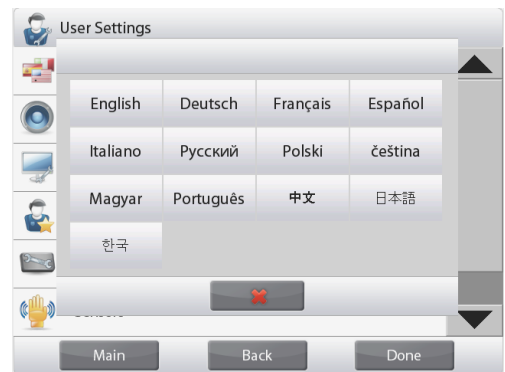 User Settings
English Deutsch Français Español
Italiano Русский Polski čeština
Magyar Português 中文 日本語
한국
Main Back Done